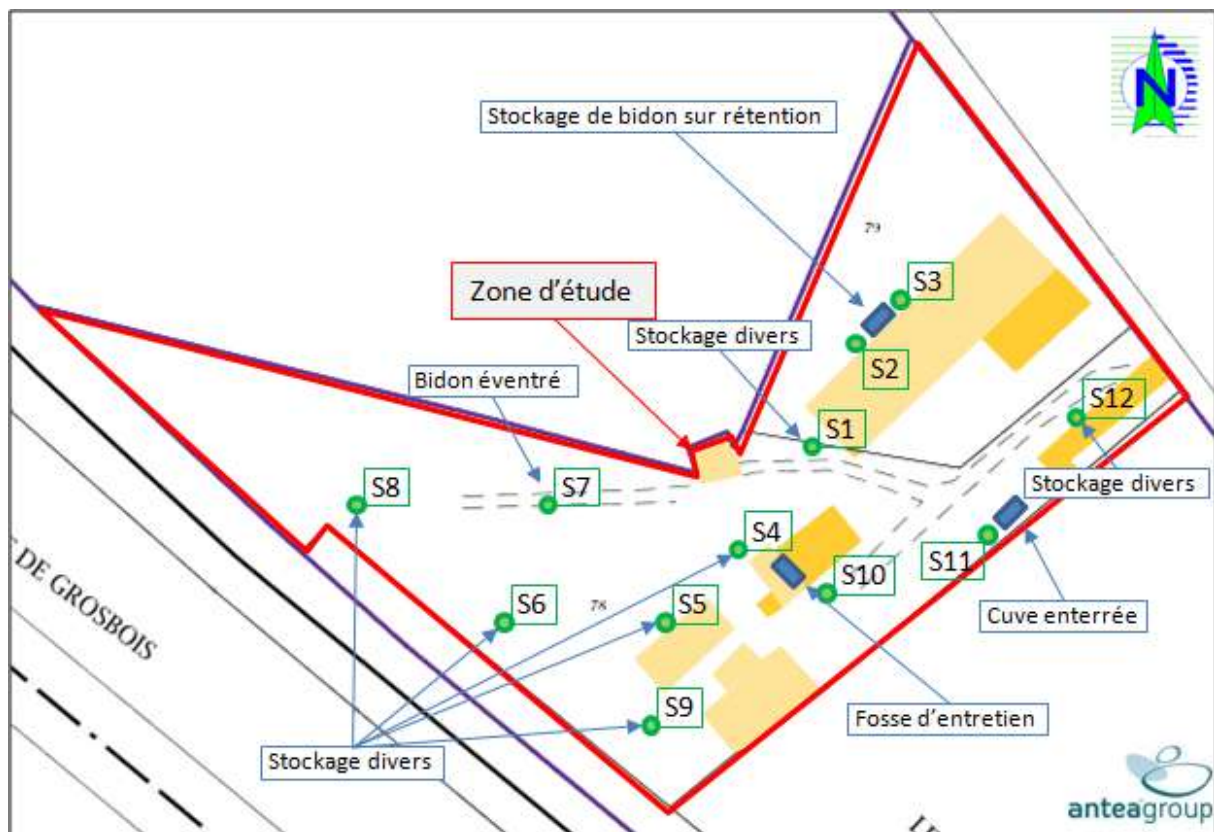 N
Stockage de bidon sur rétention
79
Zone d'étude
S3
Stockage divers
S2
Bidon éventré
S12
S1
Stockage divers
S8
S7
S4
S11
S10
DE GROSBOIS
S6
78
S5
Cuve enterrée
S9
Fosse d'entretien
Stockage divers
anteagroup